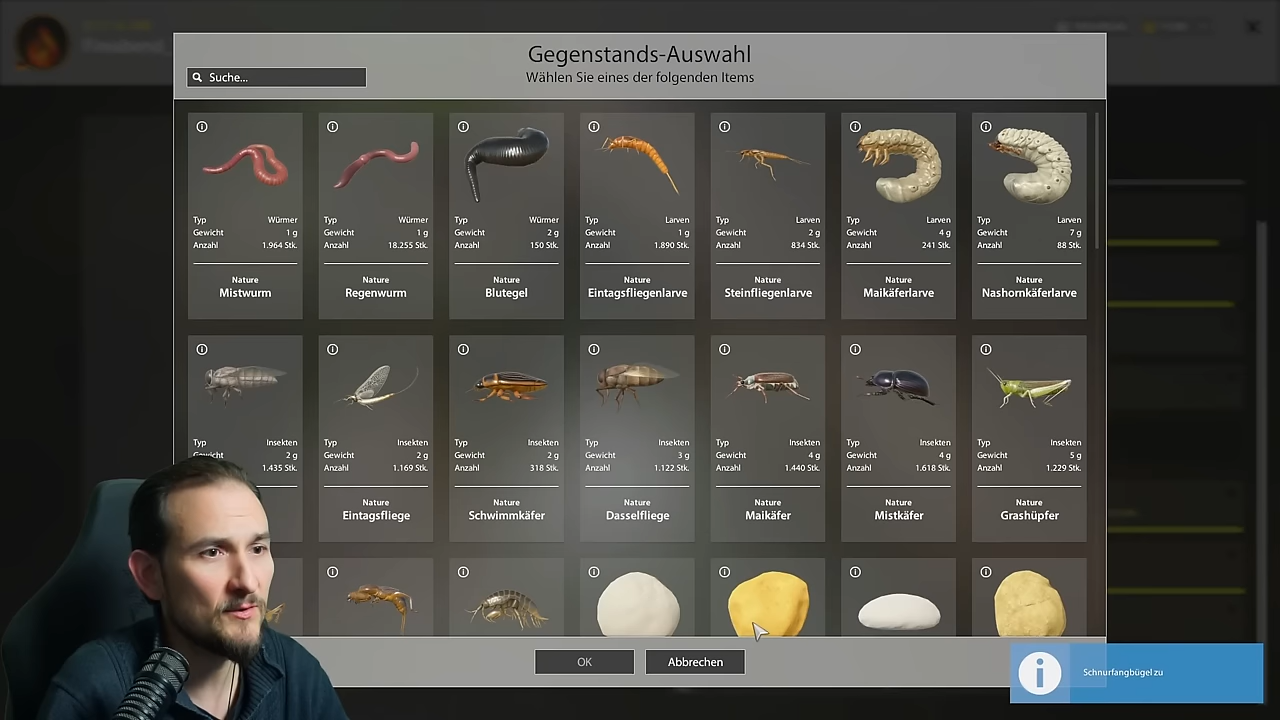 Gegenstands-Auswahl
Wählen Sie eines der folgenden Items
Suche...
Typ Würmer
Gewicht 1 g
Anzahl 1.964 Stk.
Nature
Mistwurm
Typ Würmer
Gewicht 1 g
Anzahl 18.255 Stk.
Nature
Regenwurm
Typ Würmer
Gewicht 2 g
Anzahl 150 Stk.
Nature
Blutegel
Typ Larven
Gewicht 1 g
Anzahl 1.890 Stk.
Nature
Eintagsfliegenlarve
Typ Larven
Gewicht 2 g
Anzahl 834 Stk.
Nature
Steinfliegenlarve
Typ Larven
Gewicht 4 g
Anzahl 241 Stk.
Nature
Maikäferlarve
Typ Larven
Gewicht 7 g
Anzahl 88 Stk.
Nature
Nashornkäferlarve
Typ Insekten
Gewicht 2 g
1.435 Stk.
Typ Insekten
Gewicht 2 g
Anzahl 1.169 Stk.
Nature
Eintagsfliege
Typ Insekten
Gewicht 2 g
Anzahl 318 Stk.
Nature
Schwimmkäfer
Typ Insekten
Gewicht 3 g
Anzahl 1.122 Stk.
Nature
Dasselfliege
Typ Insekten
Gewicht 4 g
Anzahl 1.440 Stk.
Nature
Maikäfer
Typ Insekten
Gewicht 4 g
Anzahl 1.618 Stk.
Nature
Mistkäfer
Typ Insekten
Gewicht 5 g
Anzahl 1.229 Stk.
Nature
Grashüpfer
OK
Abbrechen
Schnurfangbügel zu